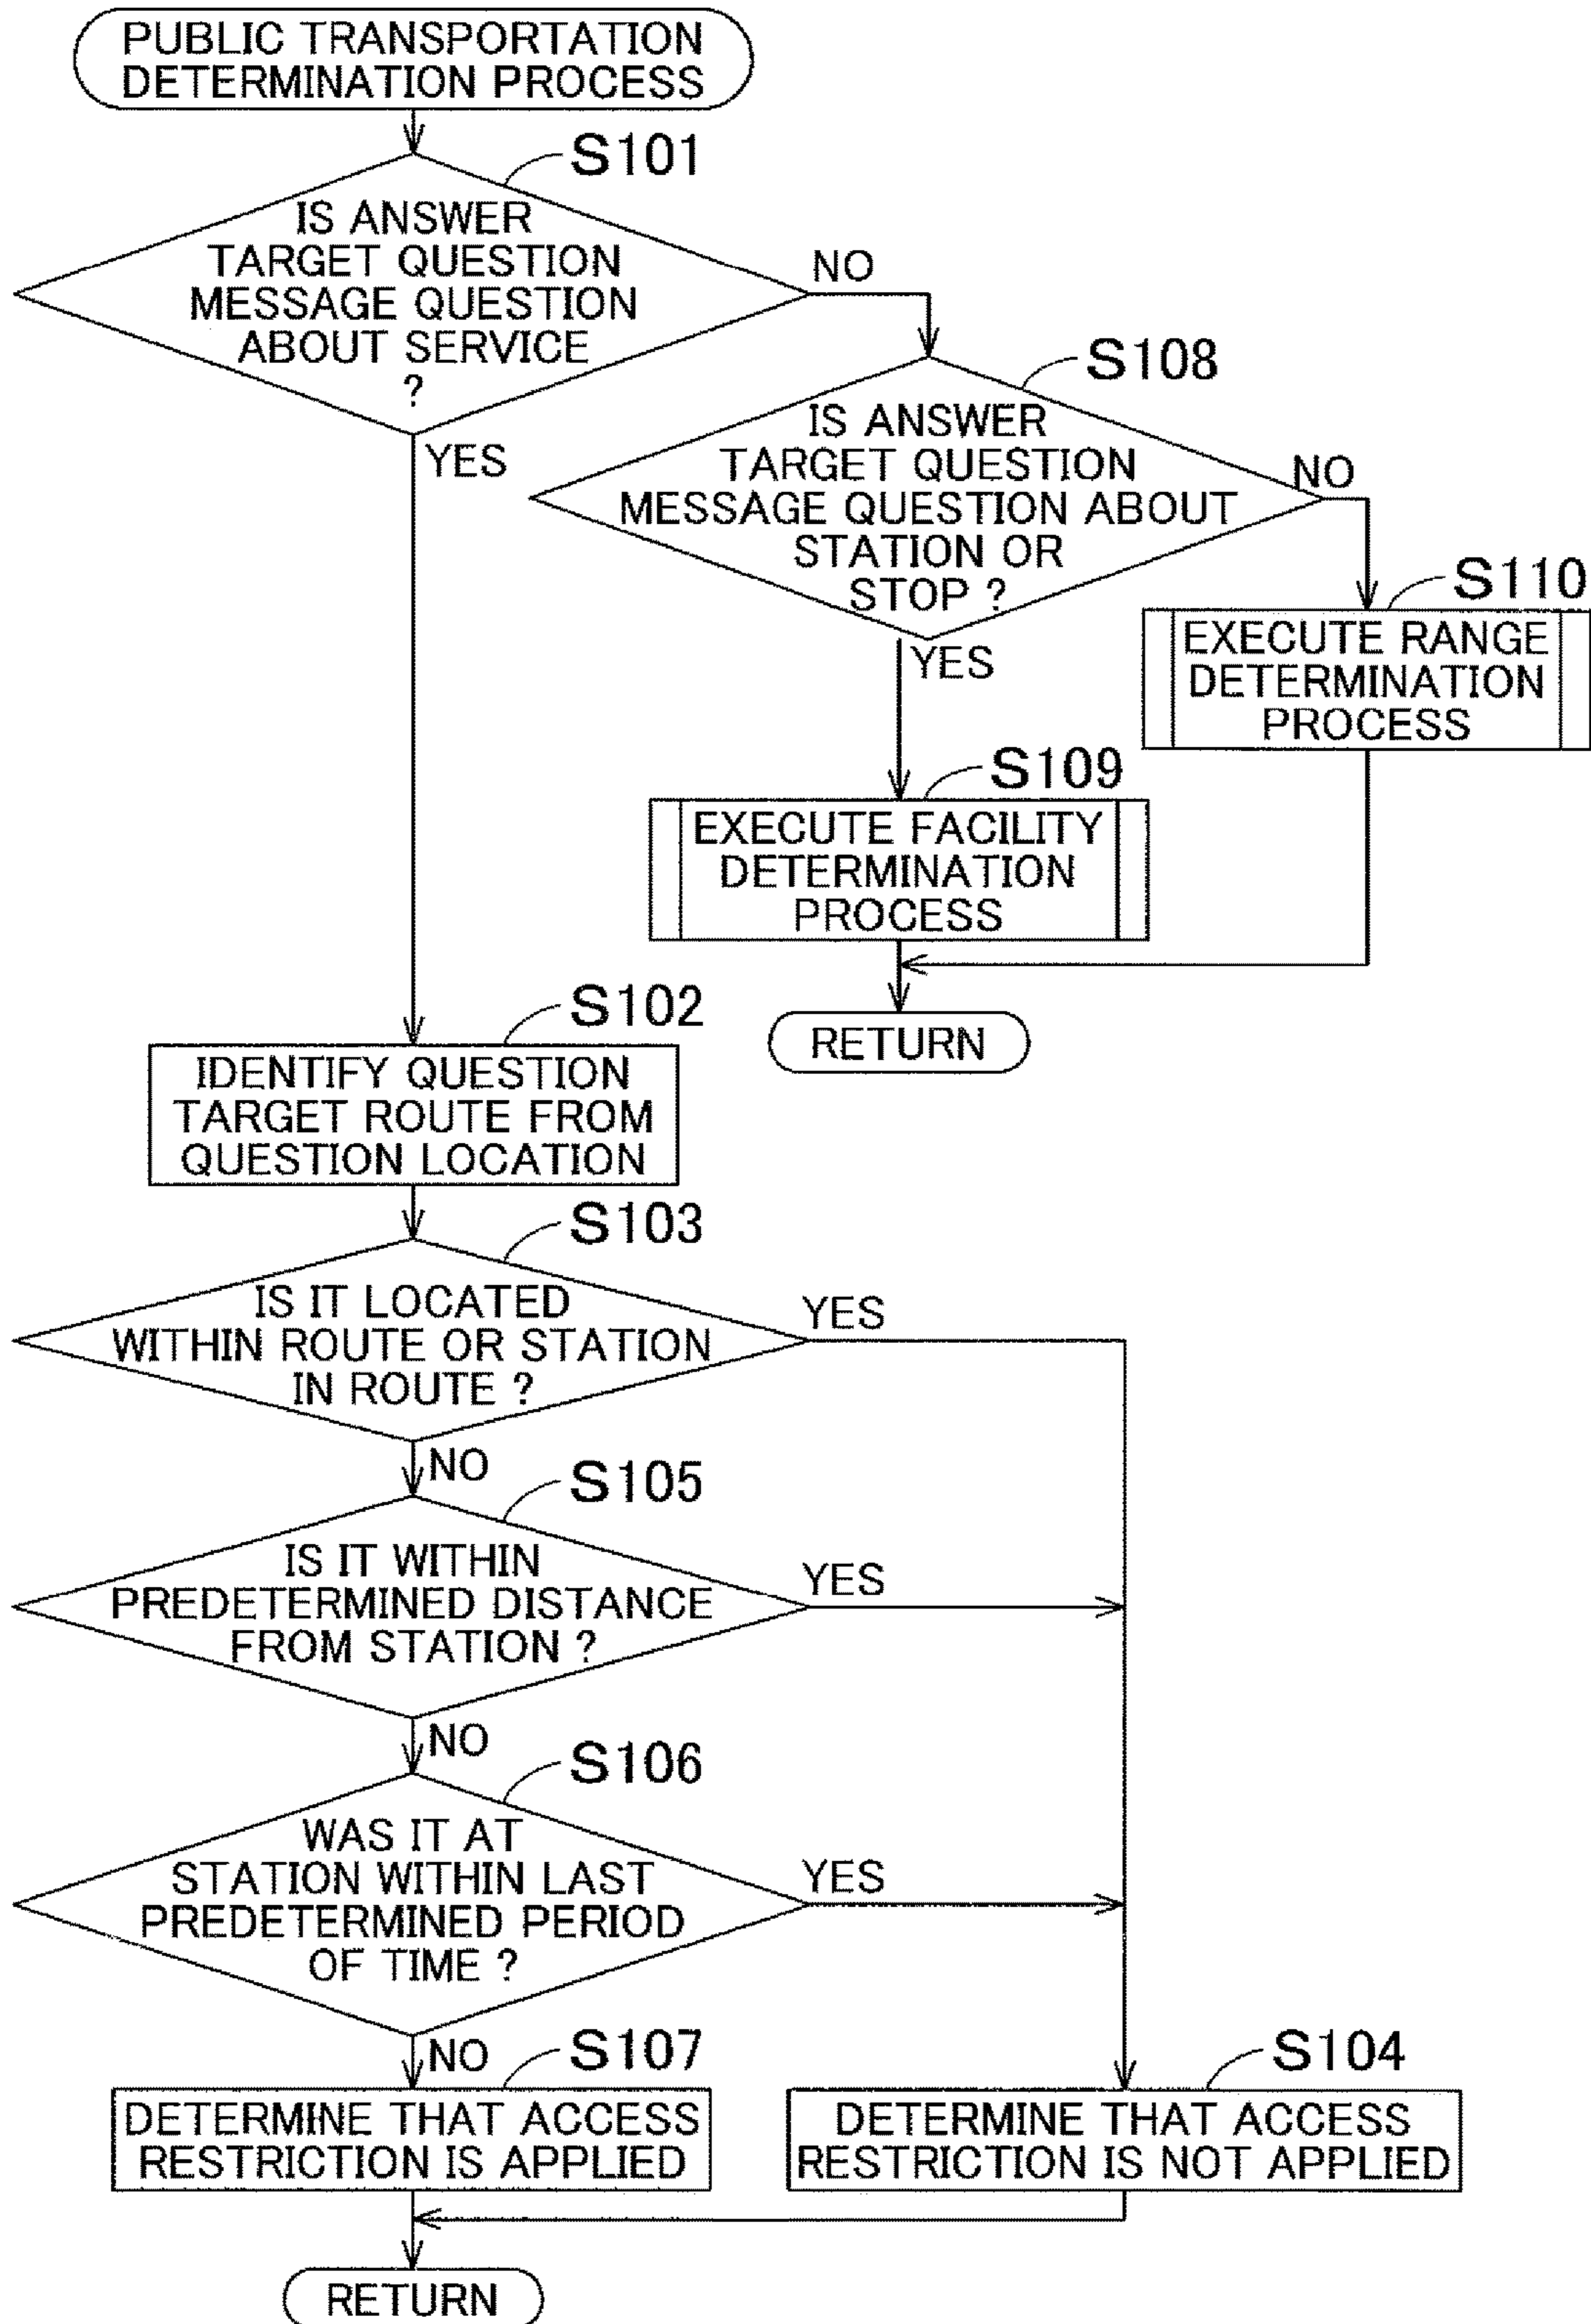 PUBLIC TRANSPORTATION
DETERMINATION PROCESS
S101
IS ANSWER
TARGET QUESTION
MESSAGE QUESTION
ABOUT SERVICE
?
NO
YES
S108
IS ANSWER
TARGET QUESTION
MESSAGE QUESTION ABOUT
STATION OR
STOP ?
NO
YES
S110
EXECUTE RANGE
DETERMINATION
PROCESS
S109
EXECUTE FACILITY
DETERMINATION
PROCESS
RETURN
S102
IDENTIFY QUESTION
TARGET ROUTE FROM
QUESTION LOCATION
S103
IS IT LOCATED
WITHIN ROUTE OR STATION
IN ROUTE ?
YES
NO
S105
IS IT WITHIN
PREDETERMINED DISTANCE
FROM STATION ?
YES
NO
S106
WAS IT AT
STATION WITHIN LAST
PREDETERMINED PERIOD
OF TIME ?
YES
NO
S107
DETERMINE THAT ACCESS
RESTRICTION IS APPLIED
S104
DETERMINE THAT ACCESS
RESTRICTION IS NOT APPLIED
RETURN